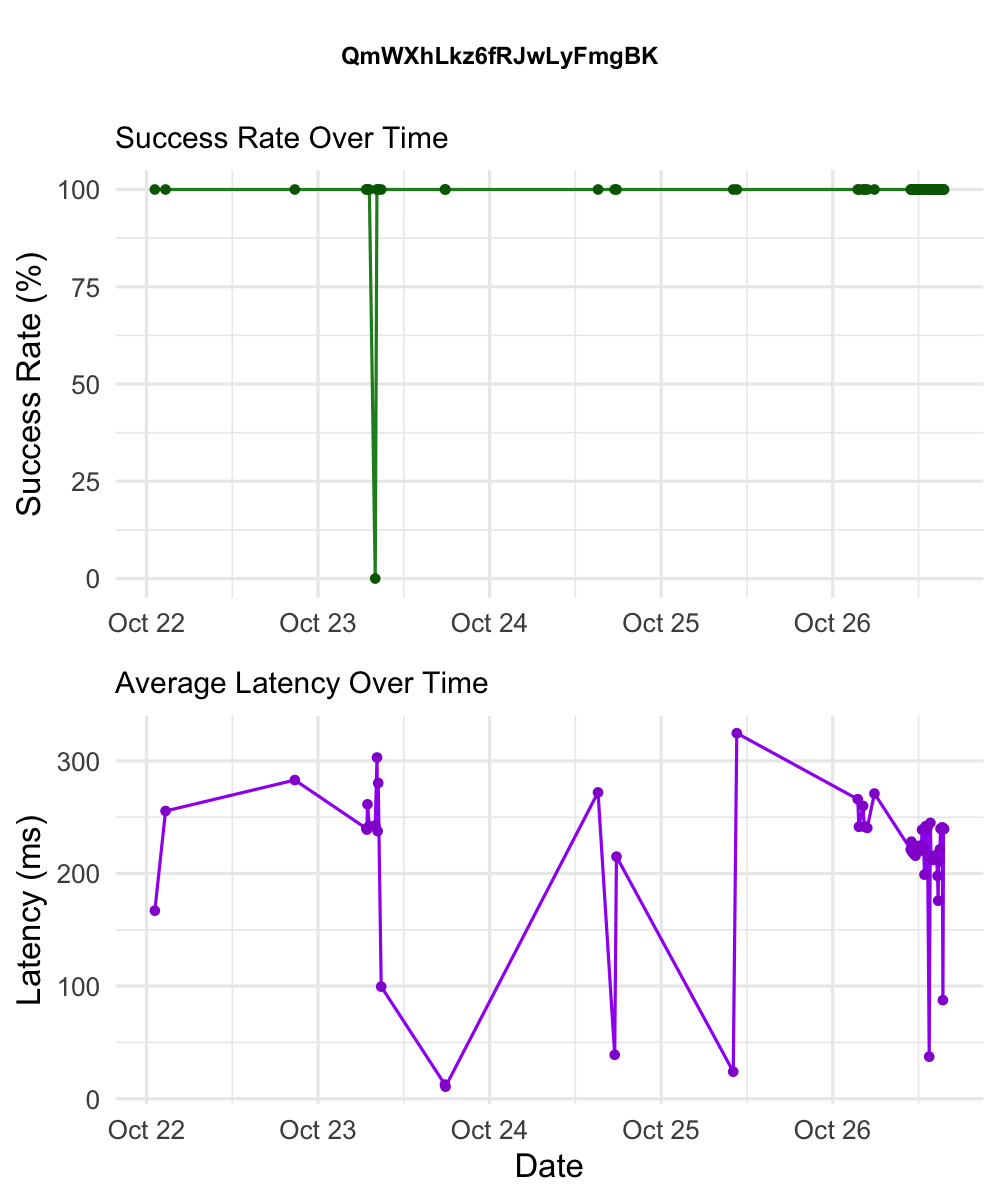 QmWXhLkz6fRJwLyFmgBK
Success Rate Over Time
Success Rate (%)
100
75
50
25
0
Oct 22 Oct 23 Oct 24 Oct 25 Oct 26
Average Latency Over Time
Latency (ms)
300
200
100
0
Oct 22 Oct 23 Oct 24 Oct 25 Oct 26
Date